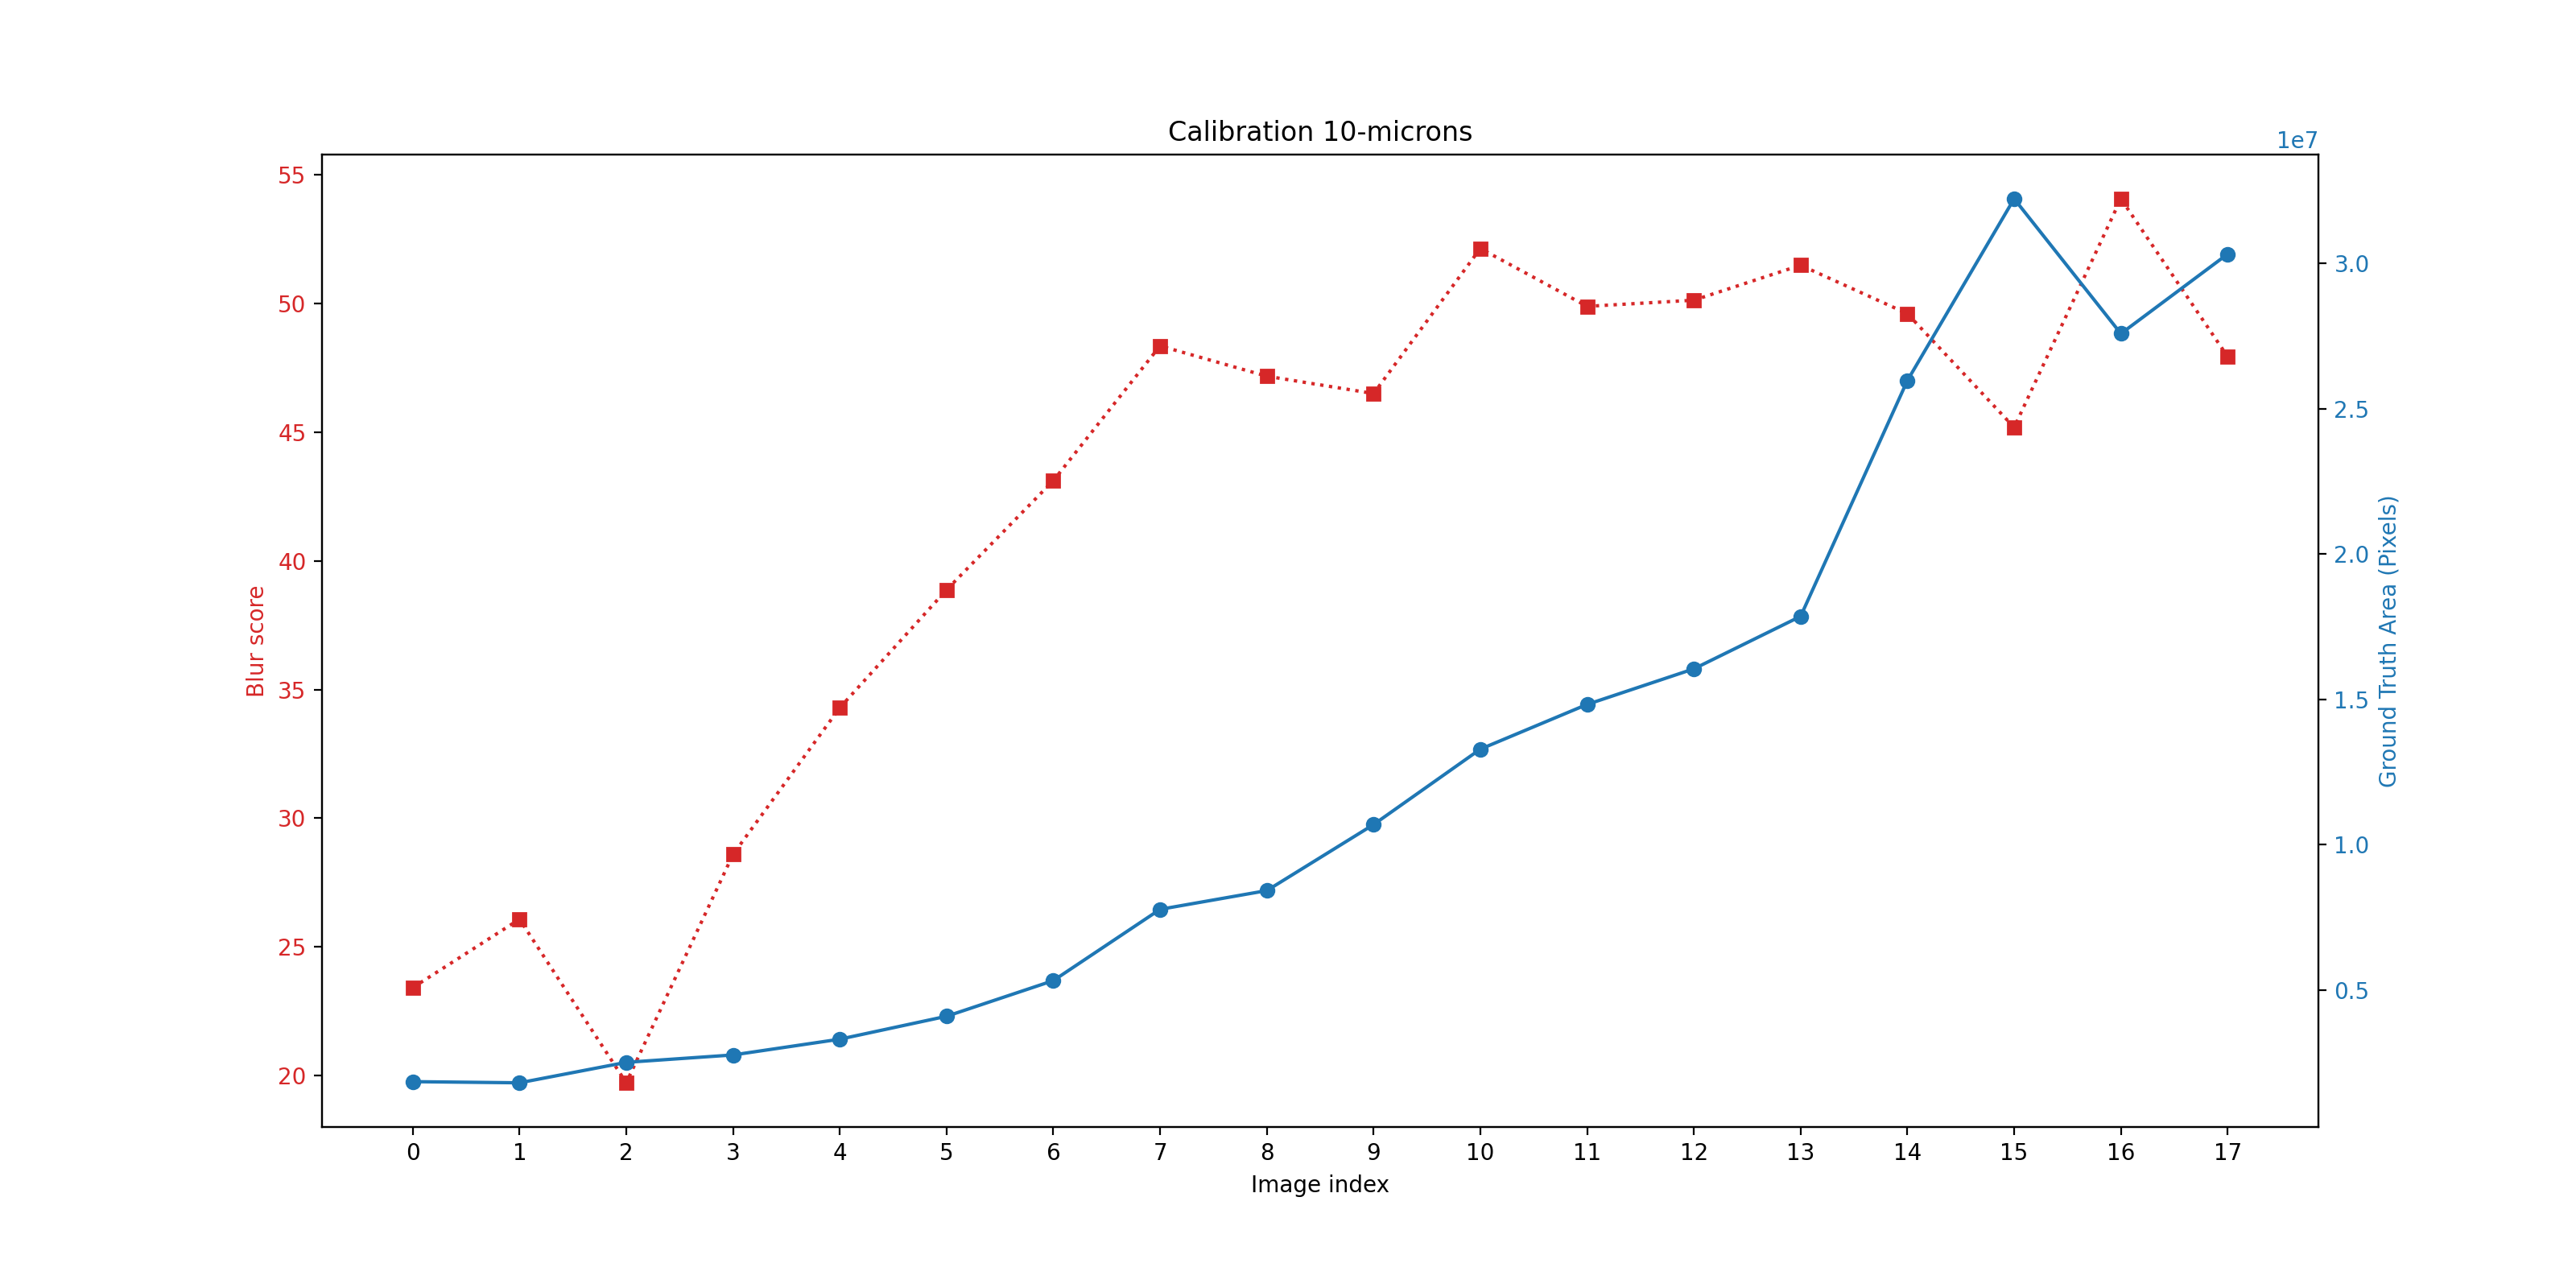 Calibration 10-microns
1e7
55
50
45
40
35
30
25
20
Blur score
3.0
2.5
2.0
1.5
1.0
0.5
Ground Truth Area (Pixels)
0 1 2 3 4 5 6 7 8 9 10 11 12 13 14 15 16 17
Image index